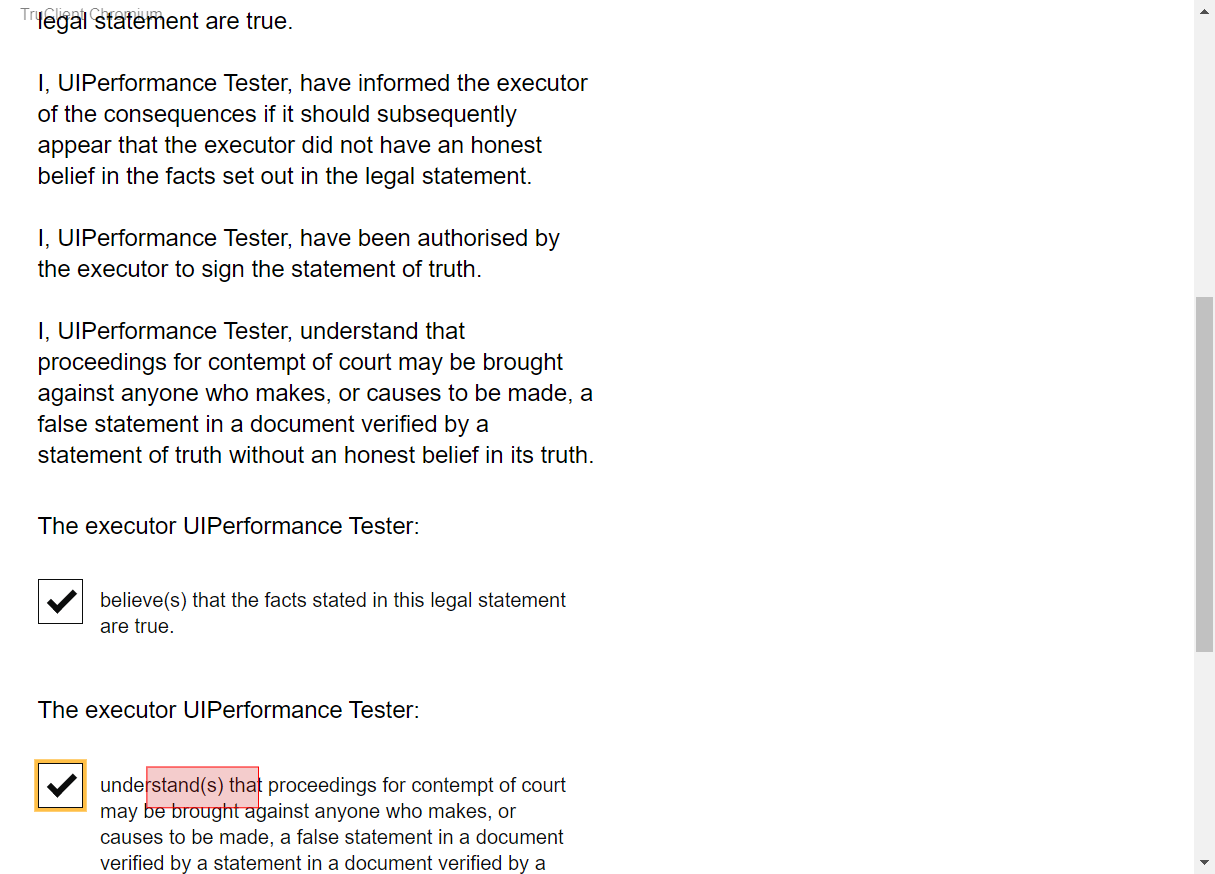 TruClient Chromium
legal statement are true.
I, UIPerformance Tester, have informed the executor
of the consequences if it should subsequently
appear that the executor did not have an honest
belief in the facts set out in the legal statement.
I, UIPerformance Tester, have been authorised by
the executor to sign the statement of truth.
I, UIPerformance Tester, understand that
proceedings for contempt of court may be brought
against anyone who makes, or causes to be made, a
false statement in a document verified by a
statement of truth without an honest belief in its truth.
The executor UIPerformance Tester:
believe(s) that the facts stated in this legal statement
are true.
The executor UIPerformance Tester:
understand(s) that proceedings for contempt of court
may be brought against anyone who makes, or
causes to be made, a false statement in a document
verified by a statement in a document verified by a